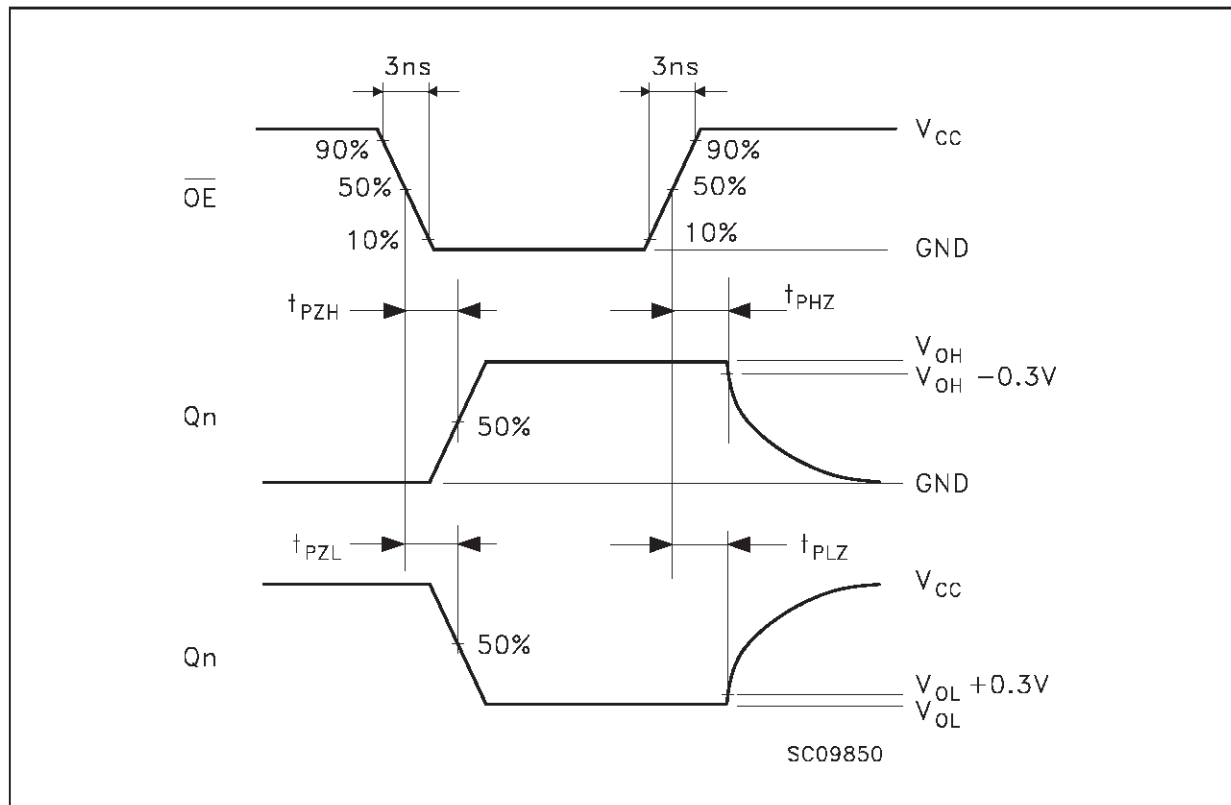 3ns 3ns
V_CC
90% 90%
50% 50%
O̅E̅
10% 10%
GND
t_PZH t_PHZ
V_OH
V_OH −0.3V
Qn
50%
GND
t_PZL t_PLZ
V_CC
50%
Qn
V_OL +0.3V
V_OL
SC09850